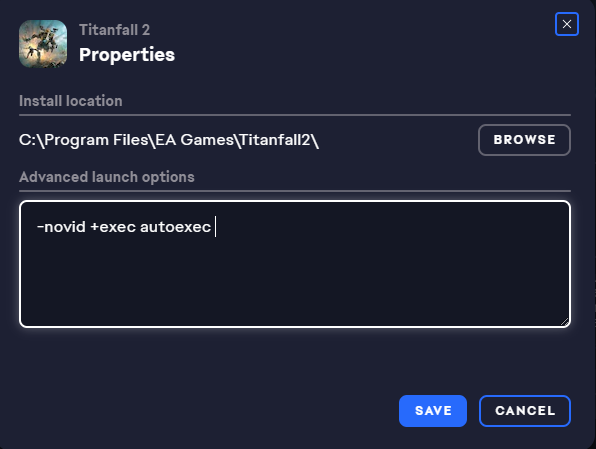 Titanfall 2
Properties
Install location
C:\Program Files\EA Games\Titanfall2\
BROWSE
Advanced launch options
-novid +exec autoexec
SAVE
CANCEL